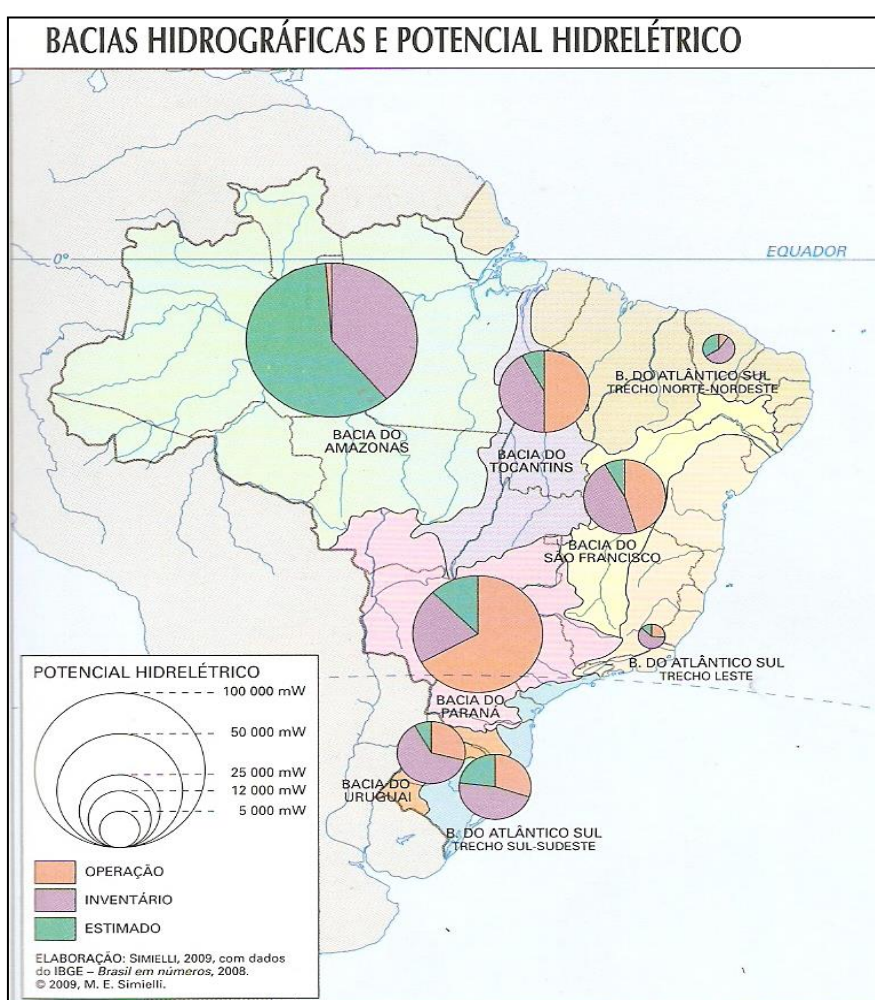 BACIAS HIDROGRÁFICAS E POTENCIAL HIDRELÉTRICO
EQUADOR
0°
B. DO ATLÂNTICO SUL
TRECHO NORTE-NORDESTE
BACIA DO
AMAZONAS
BACIA DO
TOCANTINS
BACIA DO
SÃO FRANCISCO
B. DO ATLÂNTICO SUL
TRECHO LESTE
BACIA DO
PARANÁ
BACIA DO
URUGUAI
B. DO ATLÂNTICO SUL
TRECHO SUL-SUDESTE
POTENCIAL HIDRELÉTRICO
100 000 mW
50 000 mW
25 000 mW
12 000 mW
5 000 mW
OPERAÇÃO
INVENTÁRIO
ESTIMADO
ELABORAÇÃO: SIMIELLI, 2009, com dados
do IBGE – Brasil em números, 2008.
© 2009, M. E. Simielli.